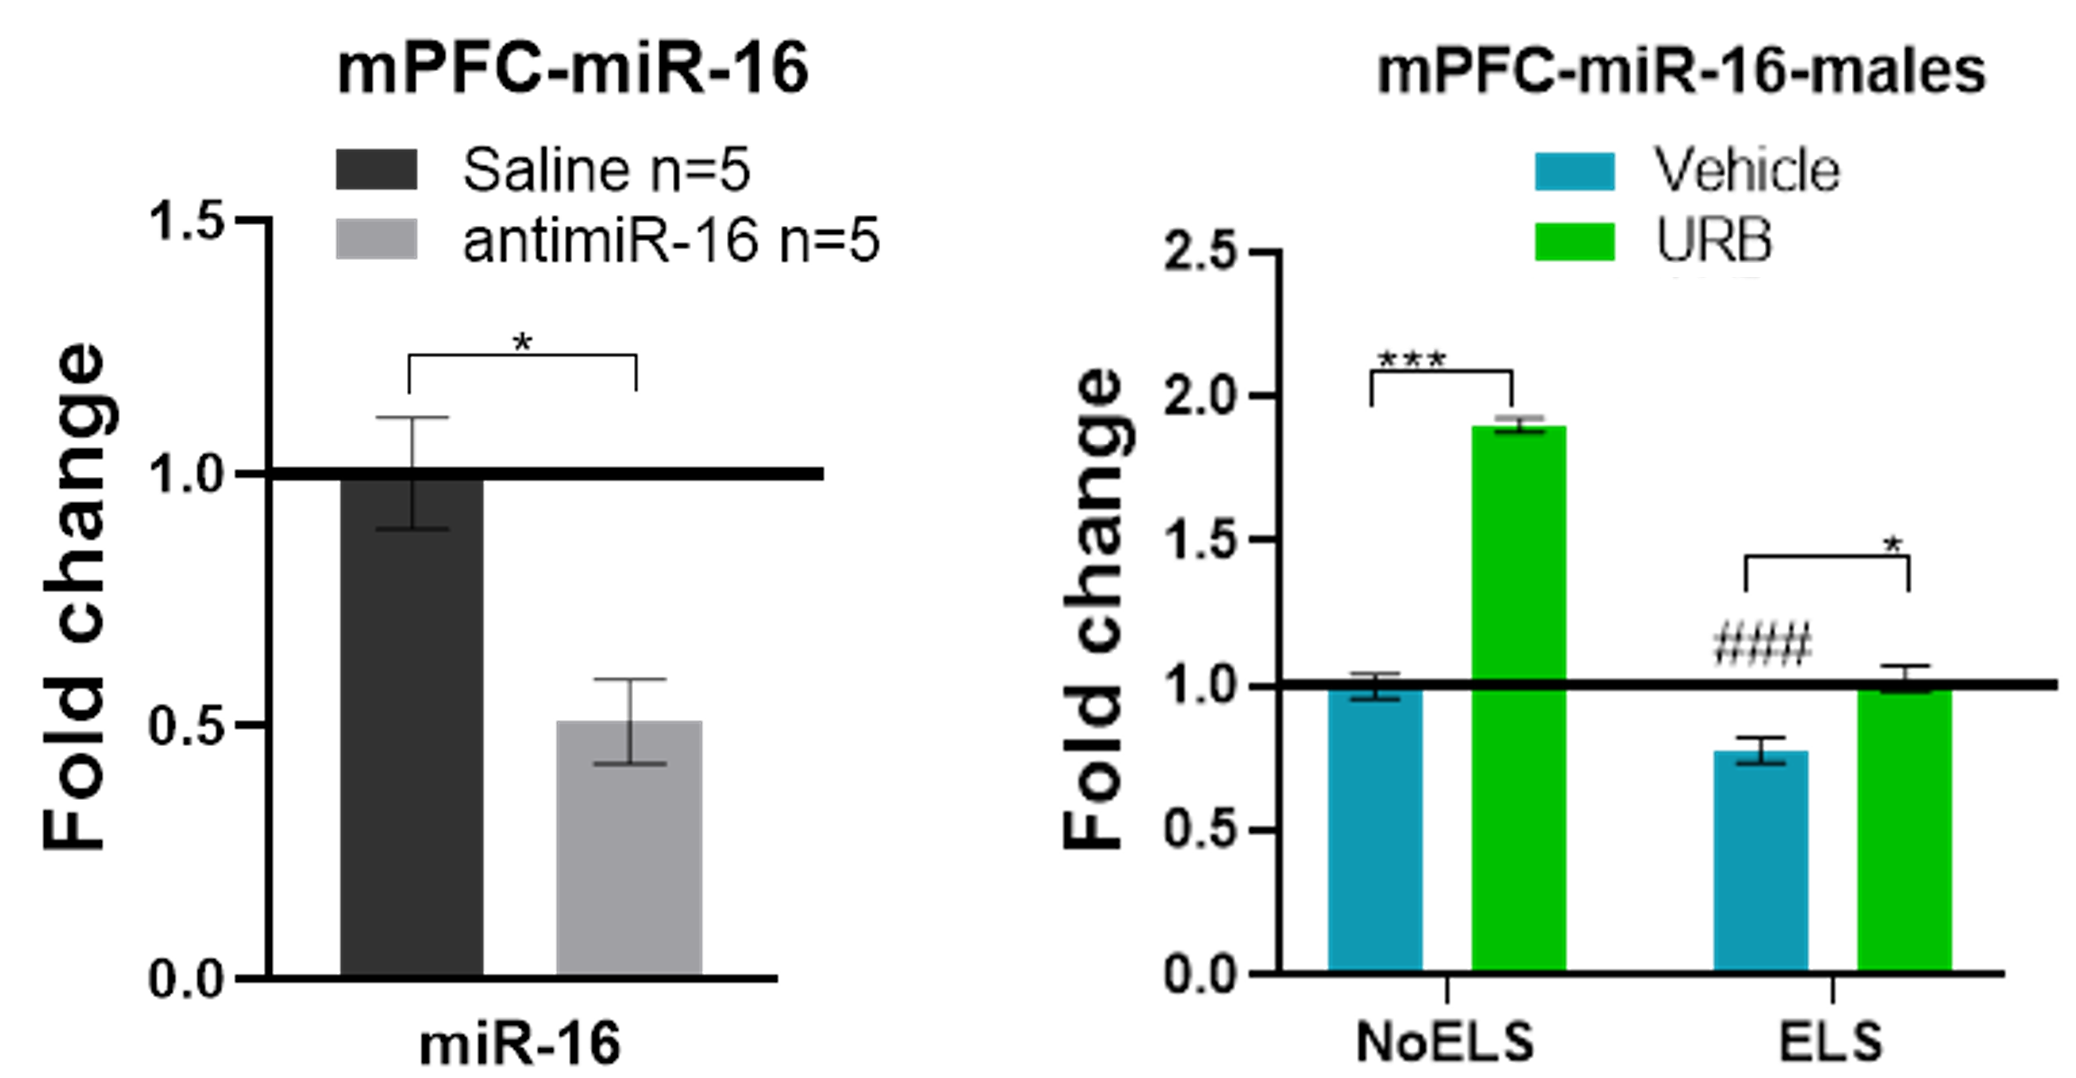 mPFC-miR-16
Saline n=5
antimiR-16 n=5
1.5
1.0
0.5
0.0
Fold change
*
miR-16
mPFC-miR-16-males
Vehicle
URB
2.5
2.0
1.5
1.0
0.5
0.0
Fold change
***
*
###
NoELS
ELS